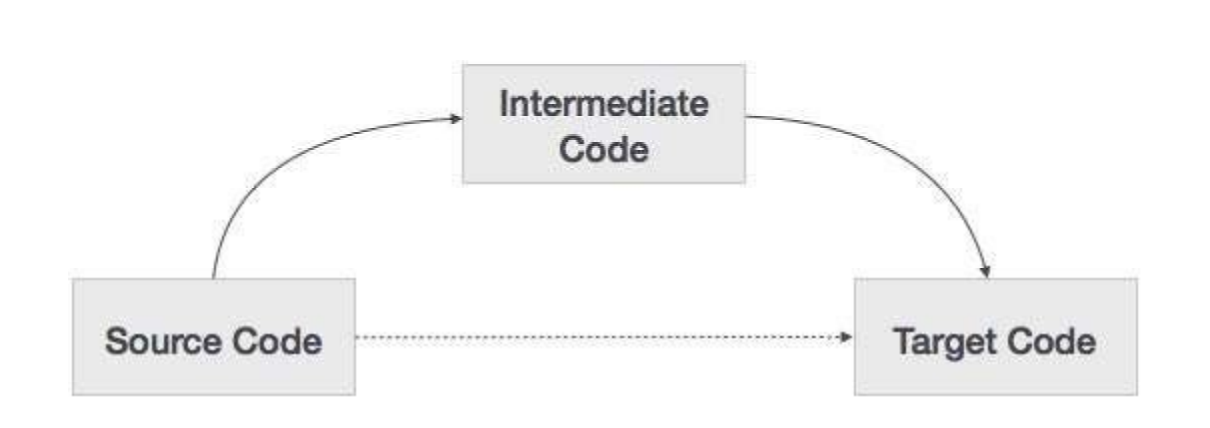 Intermediate
Code
Source Code
Target Code